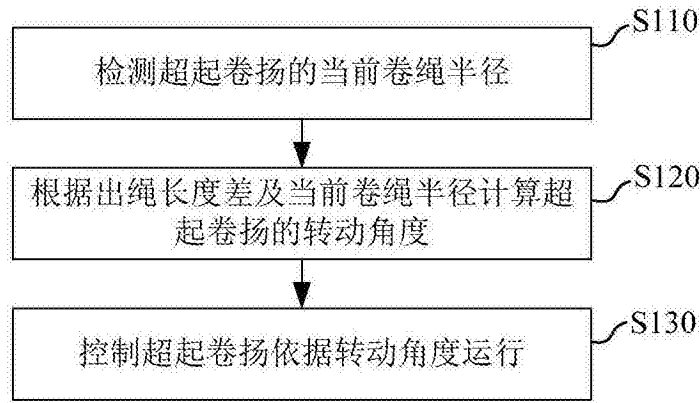 S110
检测超起卷扬的当前卷绳半径
S120
根据出绳长度差及当前卷绳半径计算超
起卷扬的转动角度
S130
控制超起卷扬依据转动角度运行